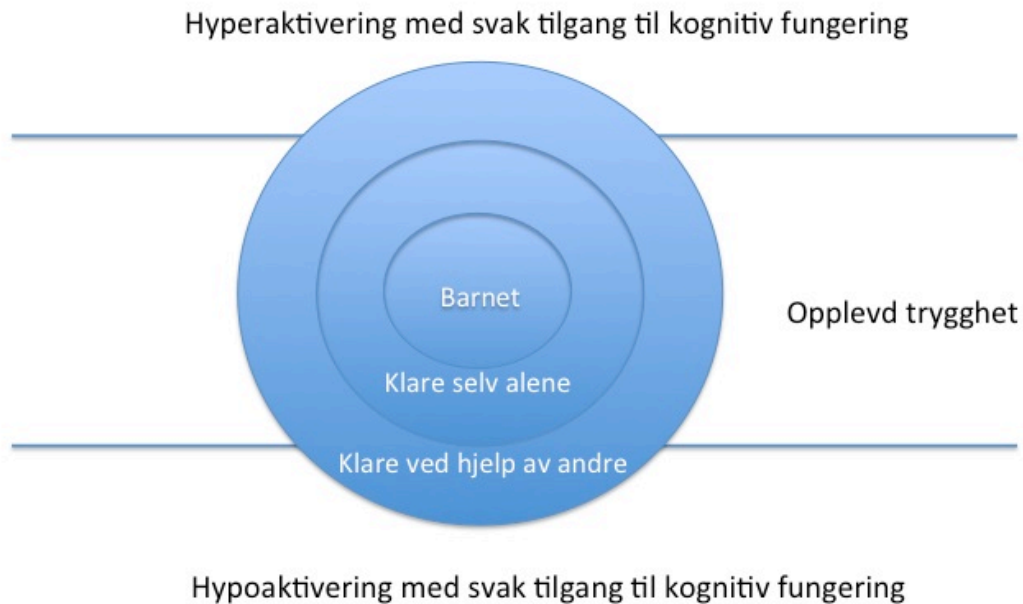 Hyperaktivering med svak tilgang til kognitiv fungering
Barnet
Opplevd trygghet
Klare selv alene
Klare ved hjelp av andre
Hypoaktivering med svak tilgang til kognitiv fungering